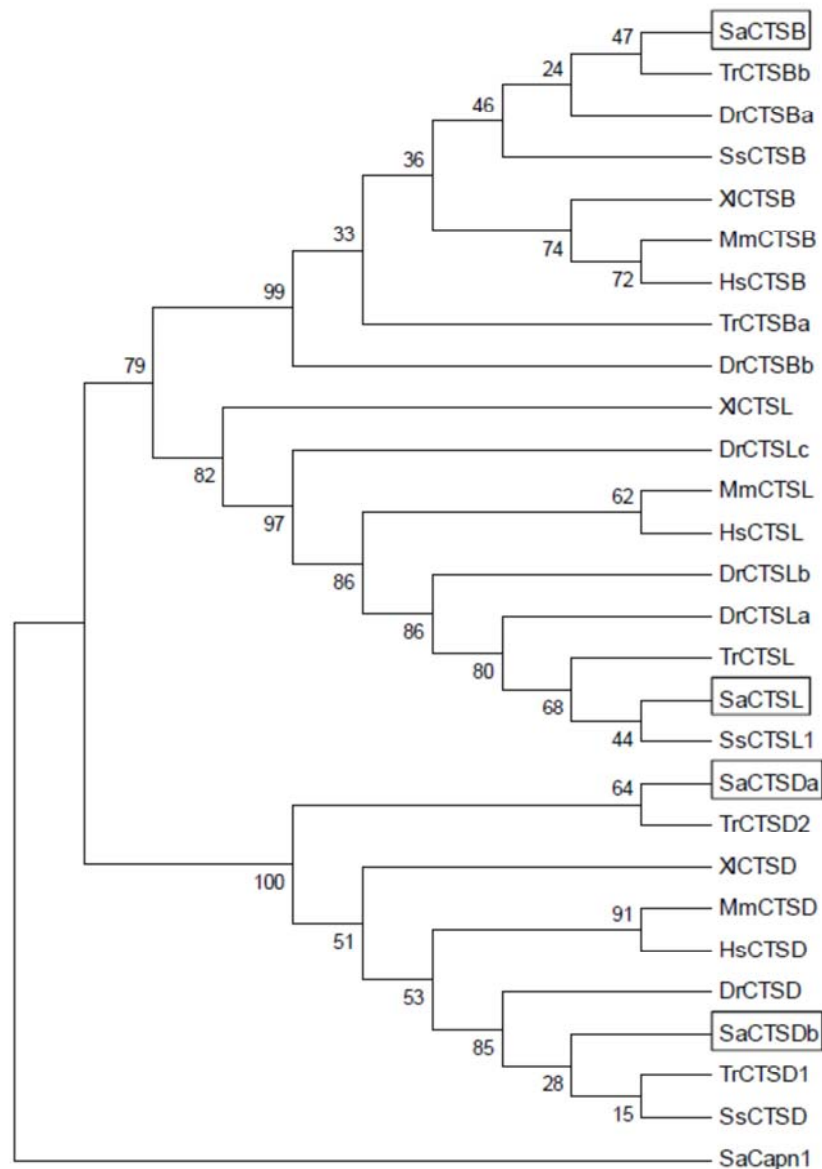 47
SaCTSB
24
TrCTSBb
46
DrCTSBa
36
SsCTSB
33
XlCTSB
74
MmCTSB
72
HsCTSB
99
TrCTSBa
79
DrCTSBb
XlCTSL
82
DrCTSLc
97
62
MmCTSL
HsCTSL
86
DrCTSLb
86
DrCTSLa
80
TrCTSL
68
SaCTSL
44
SsCTSL1
64
SaCTSDa
TrCTSD2
100
XlCTSD
51
91
MmCTSD
HsCTSD
53
DrCTSD
85
SaCTSDb
28
TrCTSD1
15
SsCTSD
SaCapn1